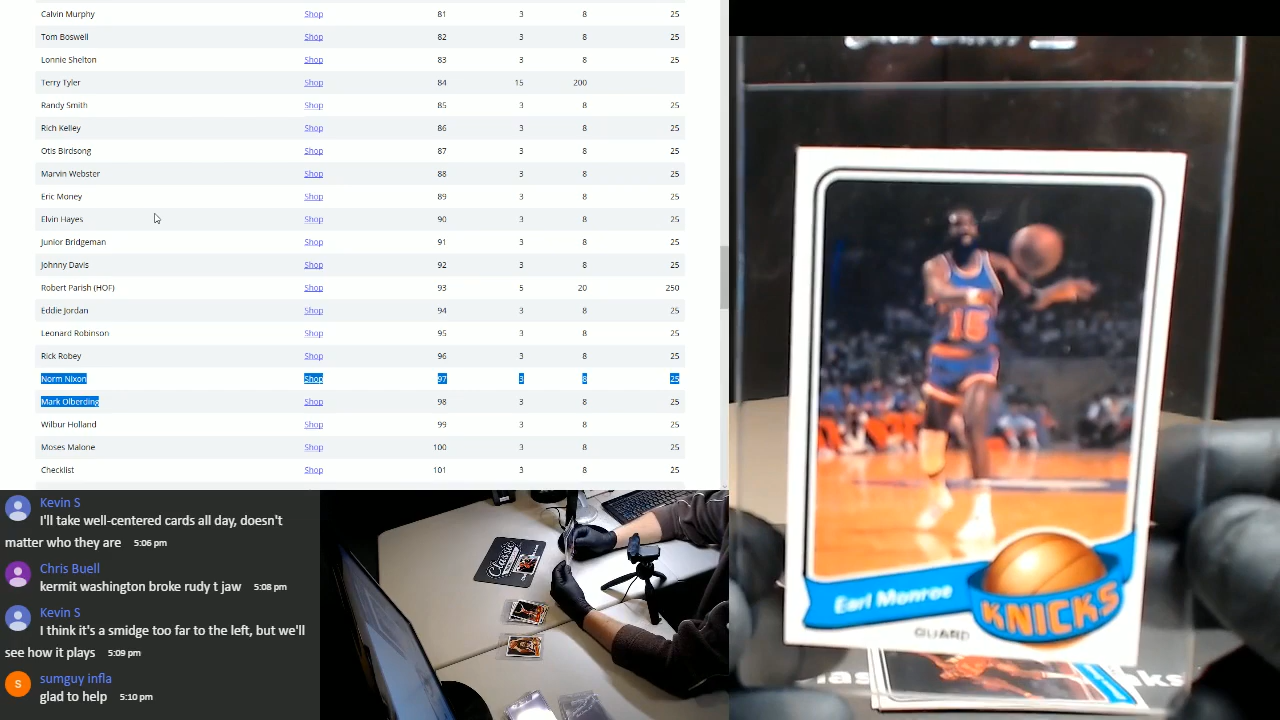 Calvin Murphy Shop 81 3 8 25
Tom Boswell Shop 82 3 8 25
Lonnie Shelton Shop 83 3 8 25
Terry Tyler Shop 84 15 200
Randy Smith Shop 85 3 8 25
Rich Kelley Shop 86 3 8 25
Otis Birdsong Shop 87 3 8 25
Marvin Webster Shop 88 3 8 25
Eric Money Shop 89 3 8 25
Elvin Hayes Shop 90 3 8 25
Junior Bridgeman Shop 91 3 8 25
Johnny Davis Shop 92 3 8 25
Robert Parish (HOF) Shop 93 5 20 250
Eddie Jordan Shop 94 3 8 25
Leonard Robinson Shop 95 3 8 25
Rick Robey Shop 96 3 8 25
Norm Nixon Shop 97 3 8 25
Mark Olberding Shop 98 3 8 25
Wilbur Holland Shop 99 3 8 25
Moses Malone Shop 100 3 8 25
Checklist Shop 101 3 8 25
Kevin S
I'll take well-centered cards all day, doesn't
matter who they are 5:06 pm
Chris Buell
kermit washington broke rudy t jaw 5:08 pm
Kevin S
I think it's a smidge too far to the left, but we'll
see how it plays 5:09 pm
S
sumguy infla
glad to help 5:10 pm
15
Earl Monroe
KNICKS
GUARD